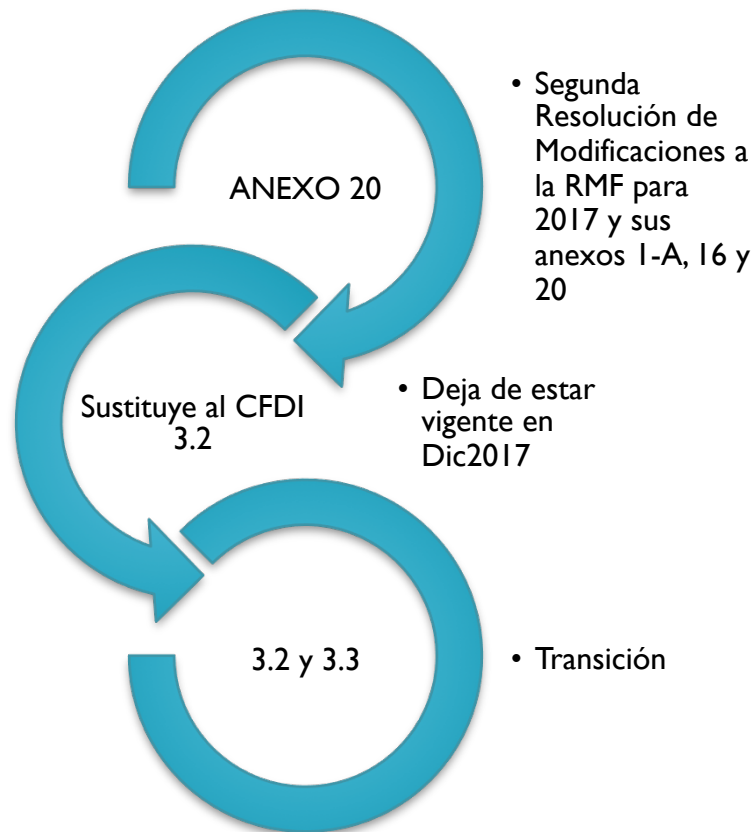 ANEXO 20
• Segunda
Resolución de
Modificaciones a
la RMF para
2017 y sus
anexos 1-A, 16 y
20
Sustituye al CFDI
3.2
• Deja de estar
vigente en
Dic2017
3.2 y 3.3
• Transición